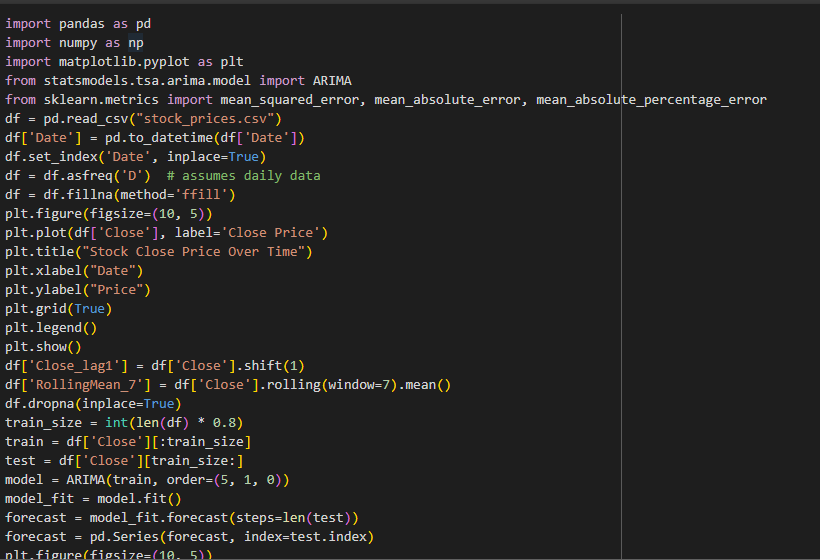 import pandas as pd
import numpy as np
import matplotlib.pyplot as plt
from statsmodels.tsa.arima.model import ARIMA
from sklearn.metrics import mean_squared_error, mean_absolute_error, mean_absolute_percentage_error
df = pd.read_csv("stock_prices.csv")
df['Date'] = pd.to_datetime(df['Date'])
df.set_index('Date', inplace=True)
df = df.asfreq('D')  # assumes daily data
df = df.fillna(method='ffill')
plt.figure(figsize=(10, 5))
plt.plot(df['Close'], label='Close Price')
plt.title("Stock Close Price Over Time")
plt.xlabel("Date")
plt.ylabel("Price")
plt.grid(True)
plt.legend()
plt.show()
df['Close_lag1'] = df['Close'].shift(1)
df['RollingMean_7'] = df['Close'].rolling(window=7).mean()
df.dropna(inplace=True)
train_size = int(len(df) * 0.8)
train = df['Close'][:train_size]
test = df['Close'][train_size:]
model = ARIMA(train, order=(5, 1, 0))
model_fit = model.fit()
forecast = model_fit.forecast(steps=len(test))
forecast = pd.Series(forecast, index=test.index)
plt.figure(figsize=(10, 5))